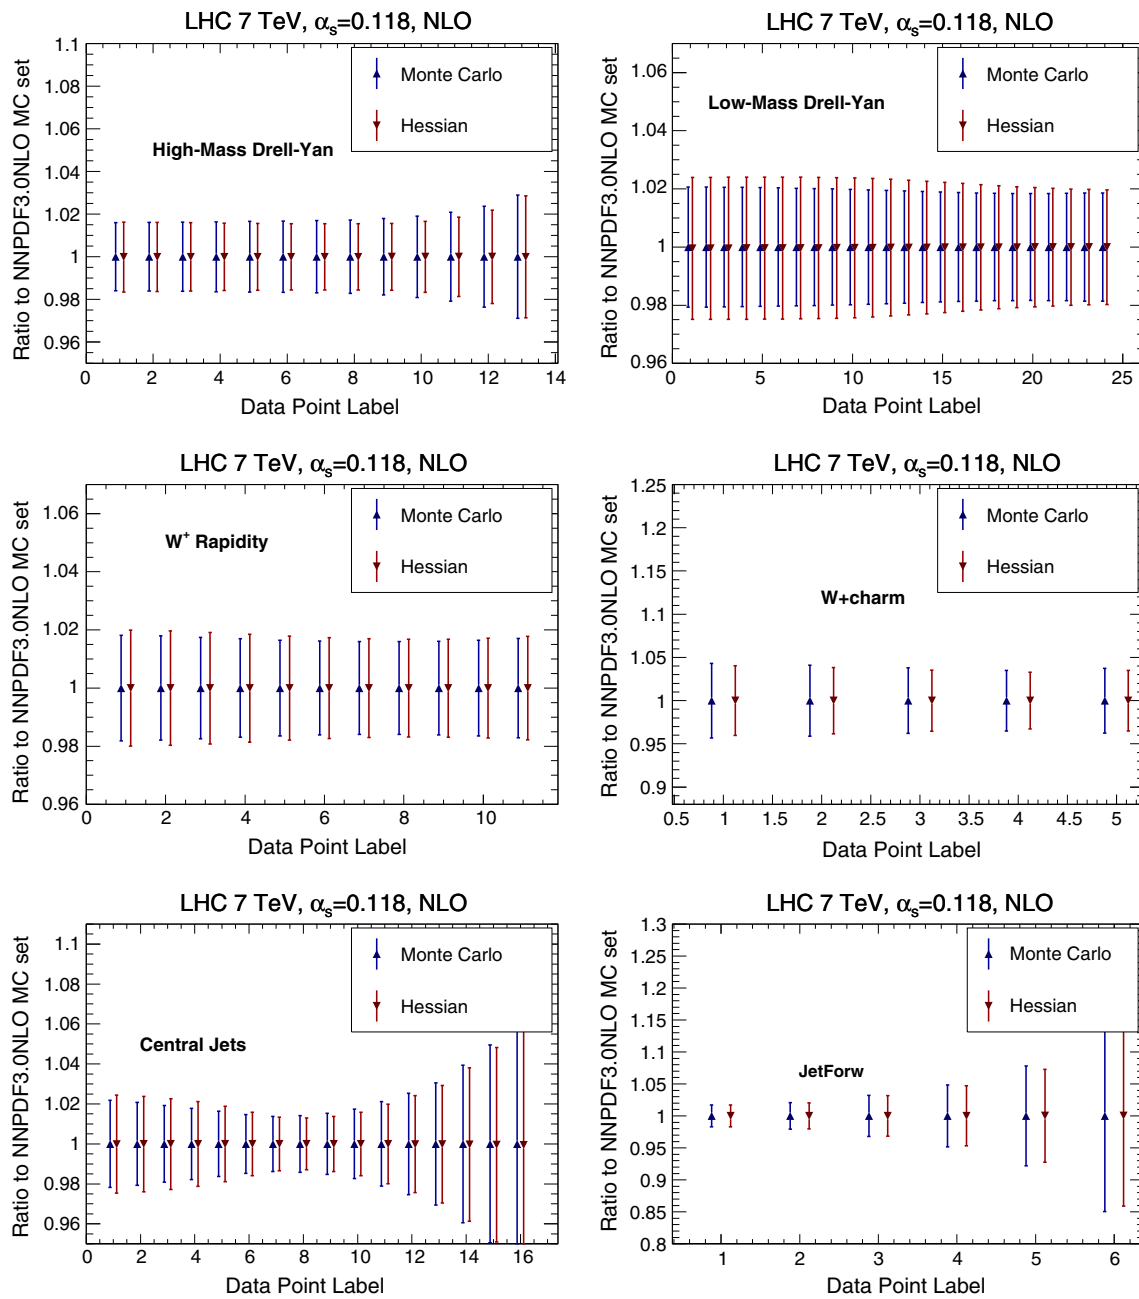 LHC 7 TeV, αs=0.118, NLO
Ratio to NNPDF3.0NLO MC set
1.1
1.08
1.06
1.04
1.02
1
0.98
0.96
Monte Carlo
Hessian
High-Mass Drell-Yan
0 2 4 6 8 10 12 14
Data Point Label
LHC 7 TeV, αs=0.118, NLO
Ratio to NNPDF3.0NLO MC set
1.06
1.04
1.02
1
0.98
0.96
Monte Carlo
Hessian
Low-Mass Drell-Yan
0 5 10 15 20 25
Data Point Label
LHC 7 TeV, αs=0.118, NLO
Ratio to NNPDF3.0NLO MC set
1.06
1.04
1.02
1
0.98
0.96
Monte Carlo
Hessian
W+ Rapidity
0 2 4 6 8 10
Data Point Label
LHC 7 TeV, αs=0.118, NLO
Ratio to NNPDF3.0NLO MC set
1.25
1.2
1.15
1.1
1.05
1
0.95
0.9
Monte Carlo
Hessian
W+charm
0.5 1 1.5 2 2.5 3 3.5 4 4.5 5
Data Point Label
LHC 7 TeV, αs=0.118, NLO
Ratio to NNPDF3.0NLO MC set
1.1
1.08
1.06
1.04
1.02
1
0.98
0.96
Monte Carlo
Hessian
Central Jets
0 2 4 6 8 10 12 14 16
Data Point Label
LHC 7 TeV, αs=0.118, NLO
Ratio to NNPDF3.0NLO MC set
1.3
1.25
1.2
1.15
1.1
1.05
1
0.95
0.9
0.85
0.8
Monte Carlo
Hessian
JetForw
1 2 3 4 5 6
Data Point Label